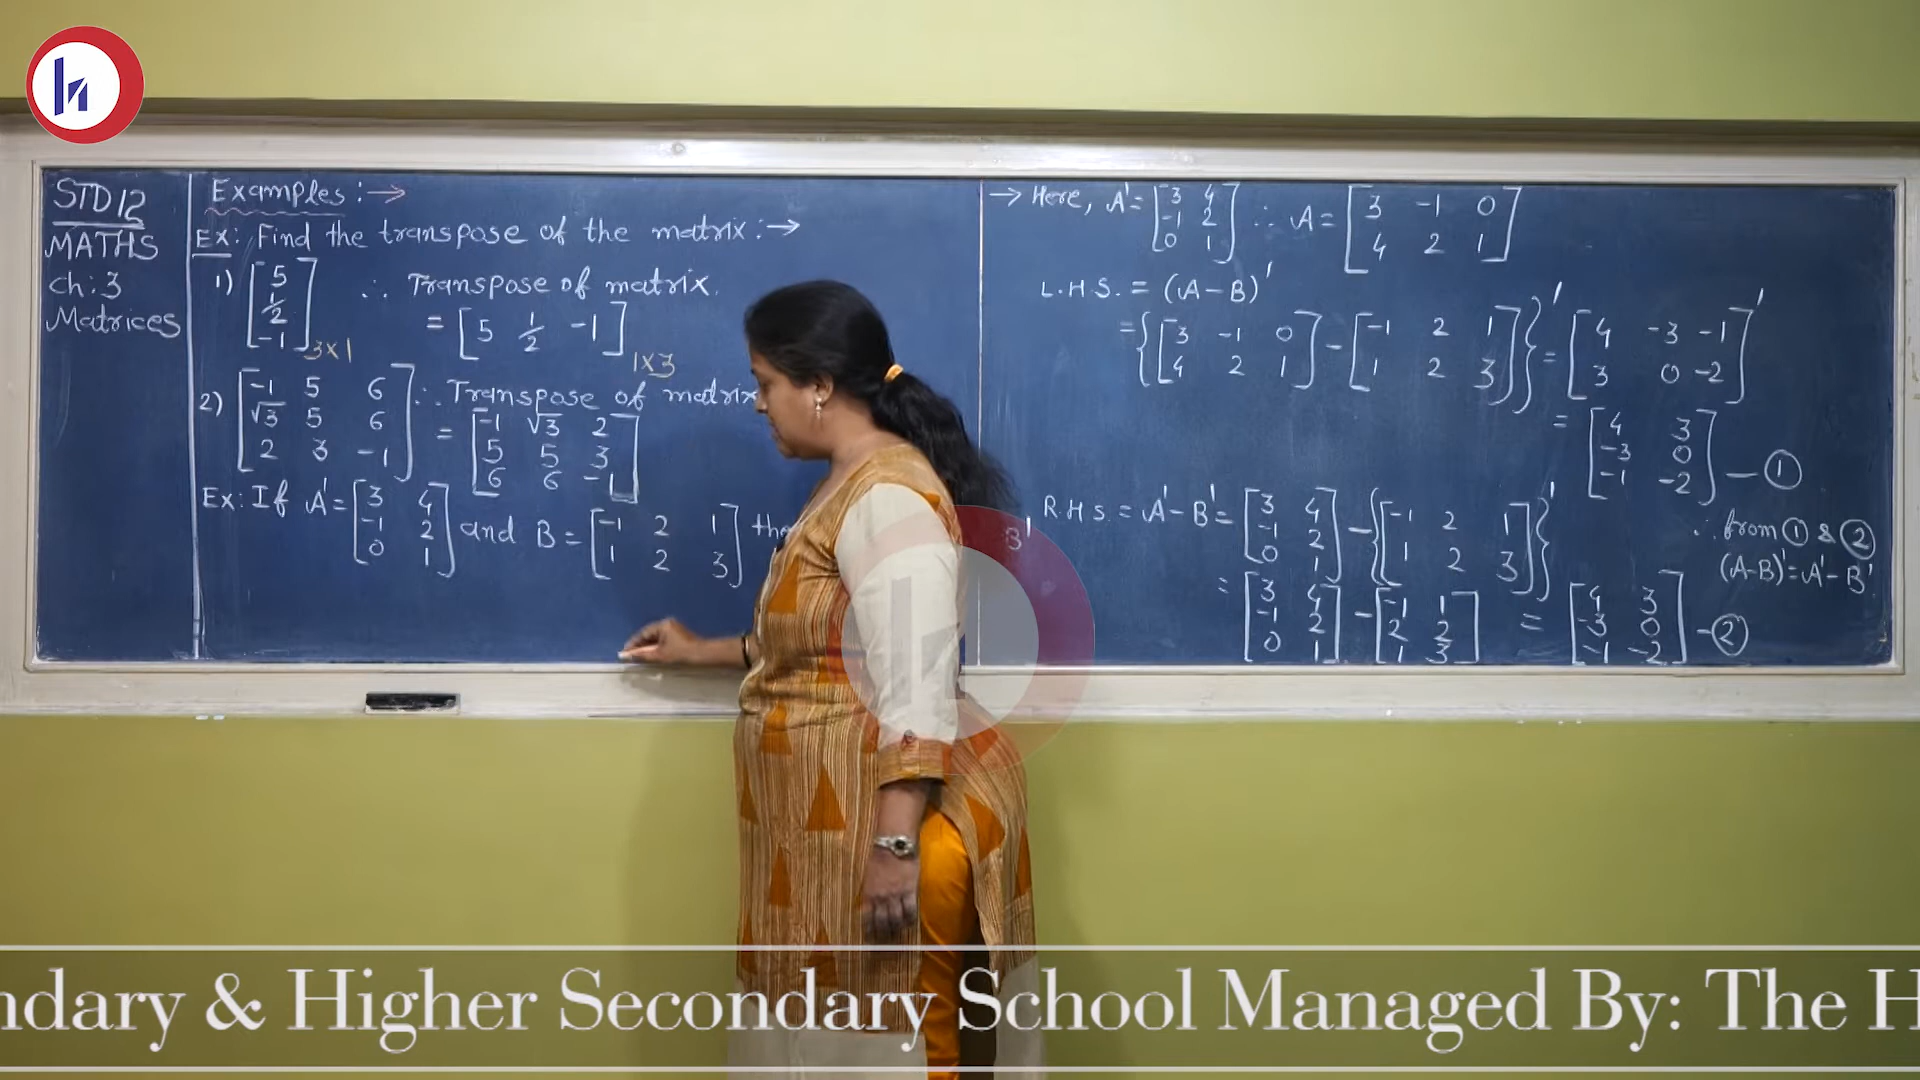 STD 12
MATHS
ch: 3
Matrices
Examples :→
Ex: Find the transpose of the matrix :→
1) [5 1/2 -1] 3×1 ∴ Transpose of matrix.
= [5 1/2 -1] 1×3
2) [-1 5 6
√3 5 6
2 3 -1] ∴ Transpose of matrix
= [-1 √3 2
5 5 3
6 6 -1]
Ex: If A' = [3 4
-1 2
0 1] and B = [-1 2 1
1 2 3]
B'
→ Here, A' = [3 4
-1 2
0 1] ∴ A = [3 -1 0
4 2 1]
L.H.S. = (A-B)'
= {[3 -1 0
4 2 1] - [-1 2 1
1 2 3]}' = [4 -3 -1
3 0 -2]'
= [4 3
-3 0
-1 -2] — ①
R.H.S. = A' - B' = [3 4
-1 2
0 1] - {[-1 2 1
1 2 3]}'
= [3 4
-1 2
0 1] - [-1 1
2 2
1 3] = [4 3
-3 0
-1 -2] - ②
∴ from ① & ②
(A-B)' = A' - B'
ndary & Higher Secondary School Managed By: The H